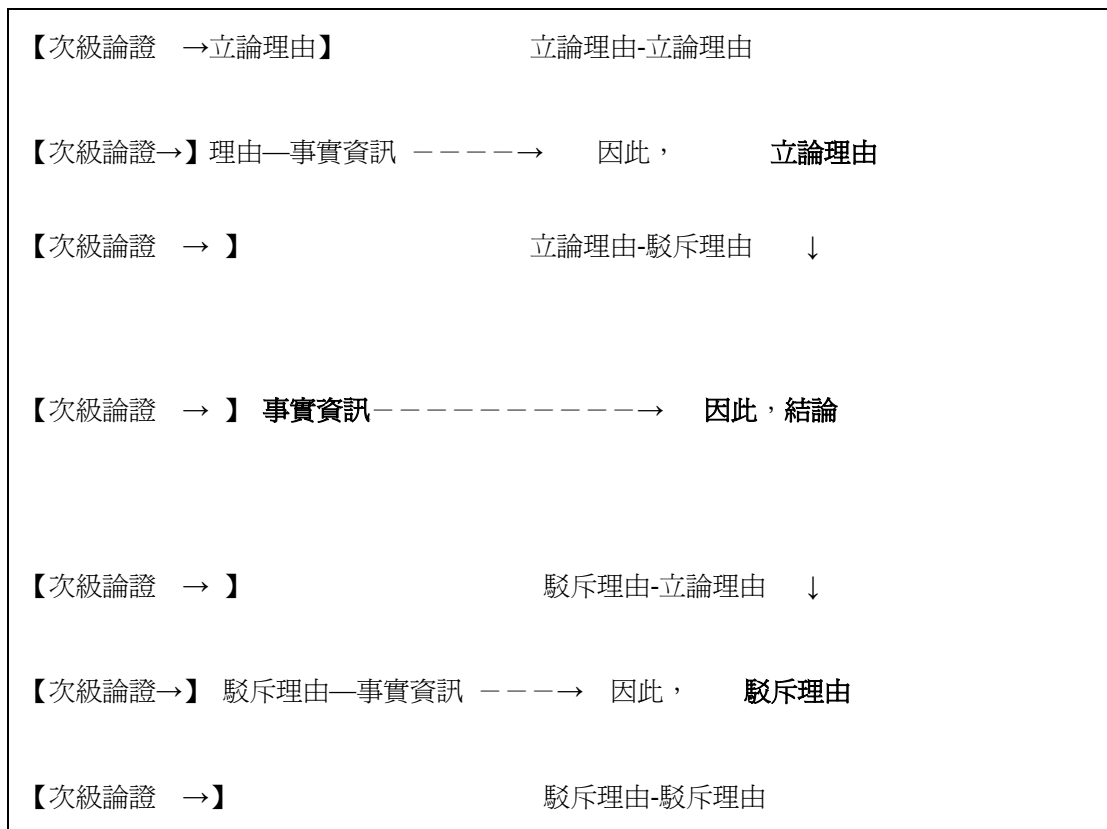 【次級論證　→立論理由】　立論理由-立論理由
【次級論證→】理由—事實資訊 －－－－→　因此，　立論理由
【次級論證　→ 】　立論理由-駁斥理由　↓
【次級論證　→ 】 事實資訊－－－－－－－－－－→　因此，結論
【次級論證　→ 】　駁斥理由-立論理由　↓
【次級論證→】 駁斥理由—事實資訊 －－－→　因此，　駁斥理由
【次級論證　→】　駁斥理由-駁斥理由